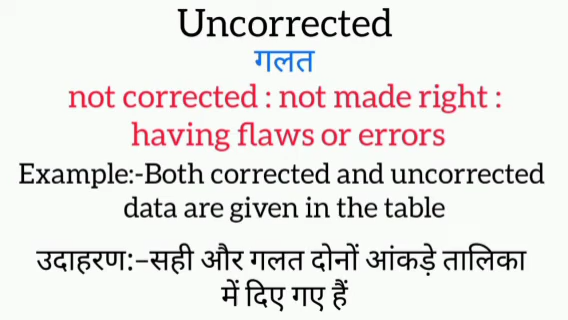 Uncorrected
गलत
not corrected : not made right :
having flaws or errors
Example:-Both corrected and uncorrected
data are given in the table
उदाहरण:–सही और गलत दोनों आंकड़े तालिका
में दिए गए हैं